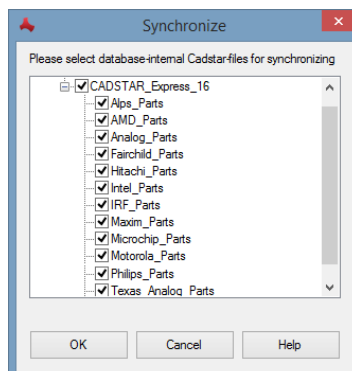 Synchronize
Please select database-internal Cadstar-files for synchronizing
CADSTAR_Express_16
Alps_Parts
AMD_Parts
Analog_Parts
Fairchild_Parts
Hitachi_Parts
Intel_Parts
IRF_Parts
Maxim_Parts
Microchip_Parts
Motorola_Parts
Philips_Parts
Texas_Analog_Parts
OK
Cancel
Help